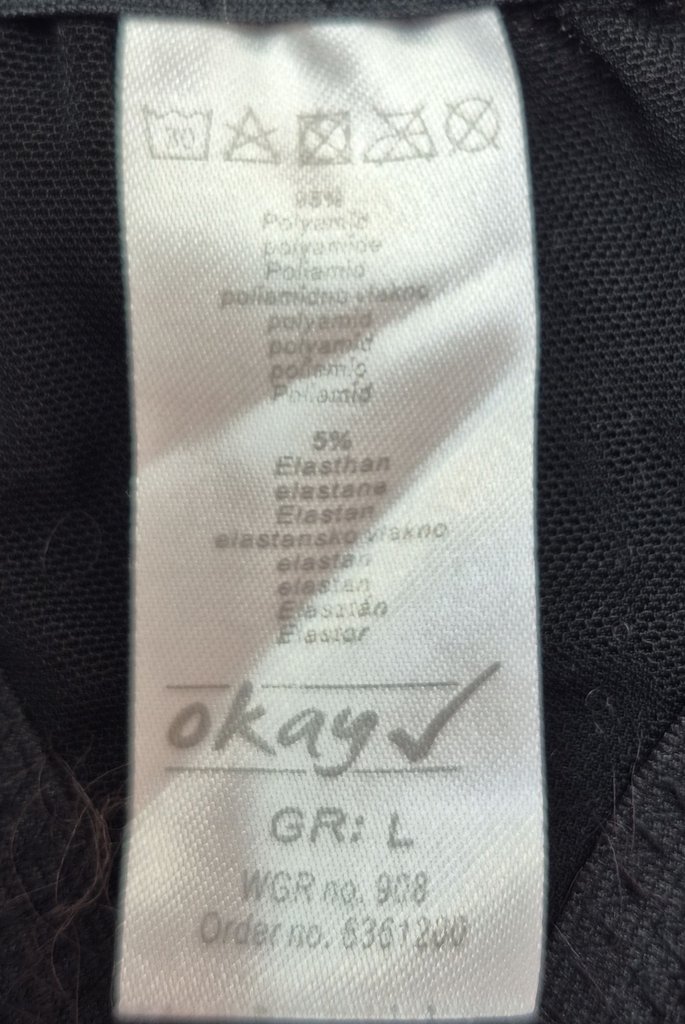 95%
Polyamid
polyamide
Poliamid
poliamidno vlakno
polyamid
polyamid
poliamid
Poliamid
5%
Elasthan
elastane
Elastan
elastansko vlakno
elastan
elastan
Elasztán
Elastor
okay
GR: L
WGR no. 908
Order no. 6361200